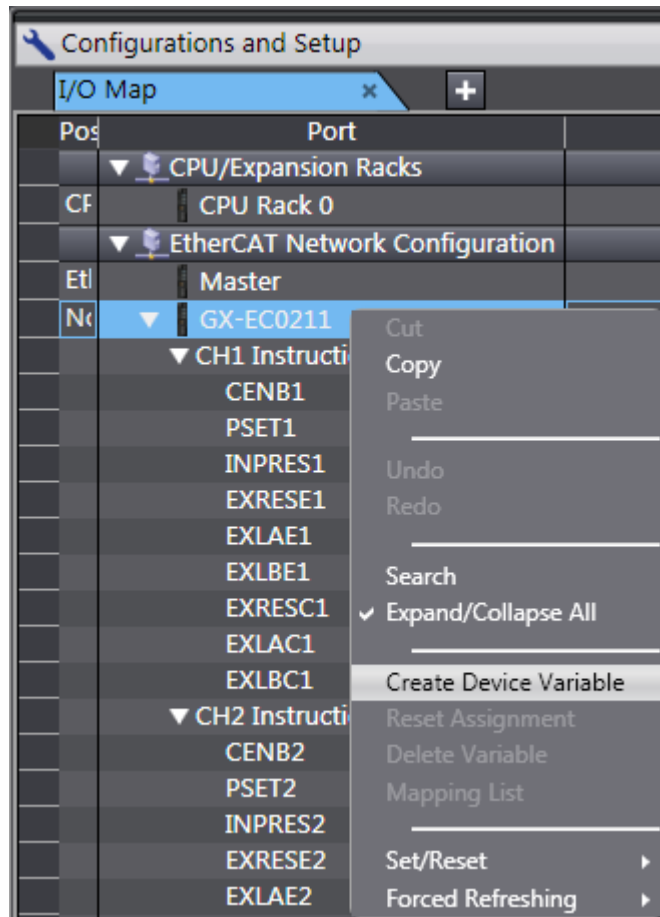 Configurations and Setup
I/O Map
Pos Port
CPU/Expansion Racks
CPU Rack 0
EtherCAT Network Configuration
Master
GX-EC0211
CH1 Instructi
CENB1
PSET1
INPRES1
EXRESE1
EXLAE1
EXLBE1
EXRESC1
EXLAC1
EXLBC1
CH2 Instructi
CENB2
PSET2
INPRES2
EXRESE2
EXLAE2
Cut
Copy
Paste
Undo
Redo
Search
Expand/Collapse All
Create Device Variable
Reset Assignment
Delete Variable
Mapping List
Set/Reset
Forced Refreshing